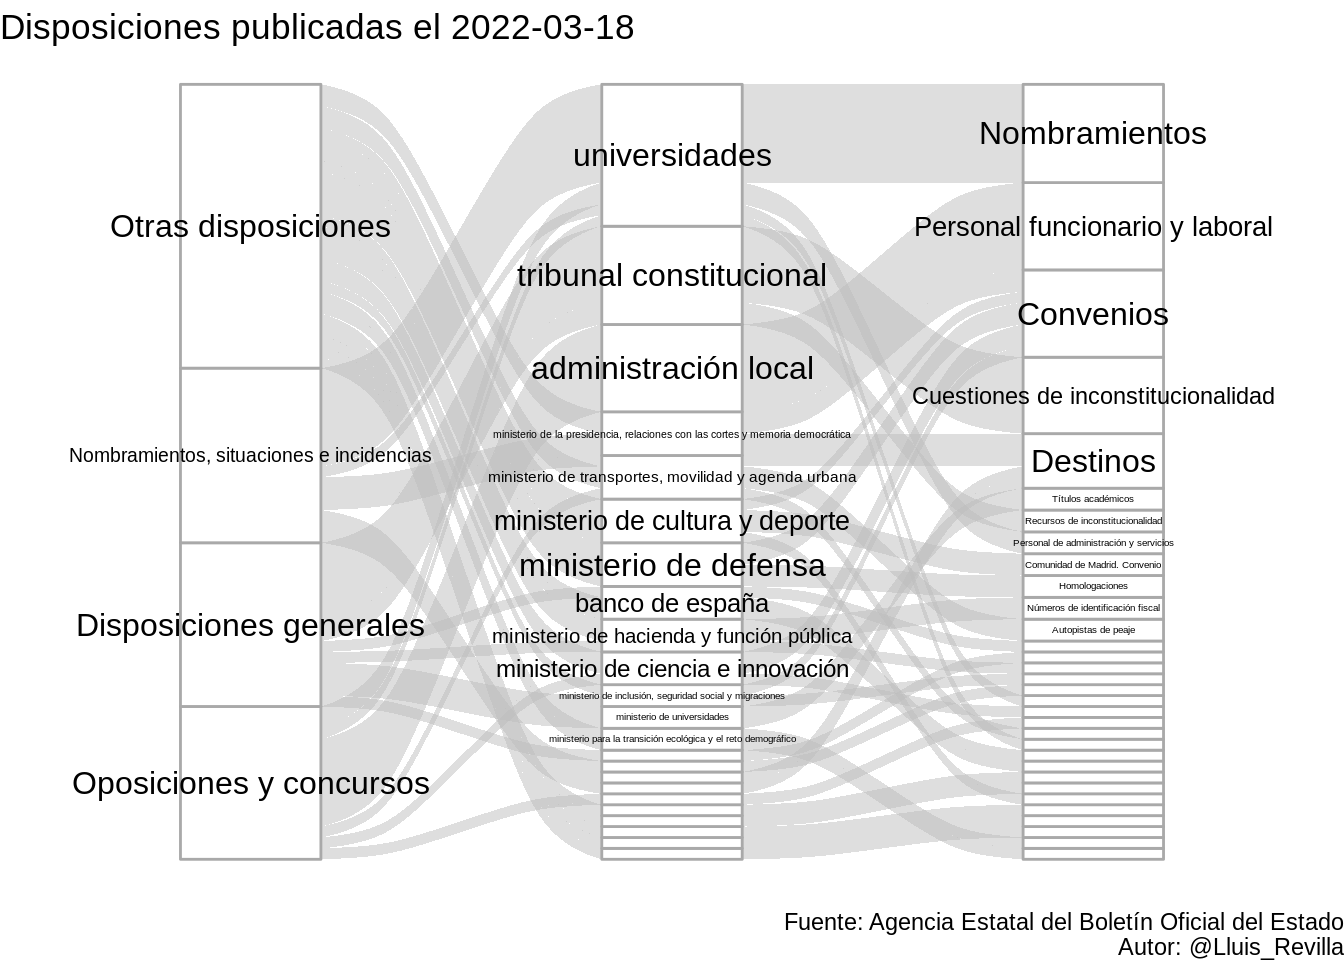 Disposiciones publicadas el 2022-03-18
Otras disposiciones
Nombramientos, situaciones e incidencias
Disposiciones generales
Oposiciones y concursos
universidades
tribunal constitucional
administración local
ministerio de la presidencia, relaciones con las cortes y memoria democrática
ministerio de transportes, movilidad y agenda urbana
ministerio de cultura y deporte
ministerio de defensa
banco de españa
ministerio de hacienda y función pública
ministerio de ciencia e innovación
ministerio de inclusión, seguridad social y migraciones
ministerio de universidades
ministerio para la transición ecológica y el reto demográfico
Nombramientos
Personal funcionario y laboral
Convenios
Cuestiones de inconstitucionalidad
Destinos
Títulos académicos
Recursos de inconstitucionalidad
Personal de administración y servicios
Comunidad de Madrid. Convenio
Homologaciones
Números de identificación fiscal
Autopistas de peaje
Fuente: Agencia Estatal del Boletín Oficial del Estado
Autor: @Lluis_Revilla